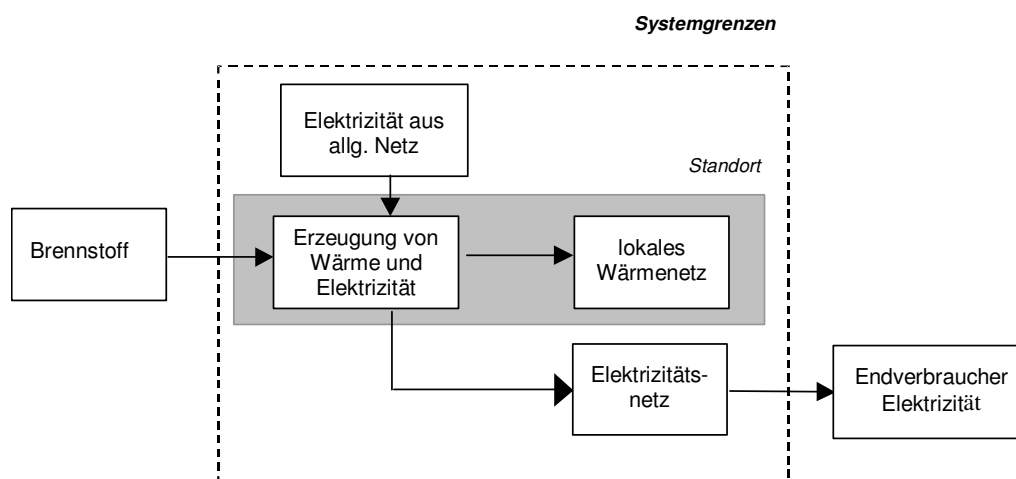 Systemgrenzen
Elektrizität aus
allg. Netz
Standort
Brennstoff
Erzeugung von
Wärme und
Elektrizität
lokales
Wärmenetz
Elektrizitäts-
netz
Endverbraucher
Elektrizität